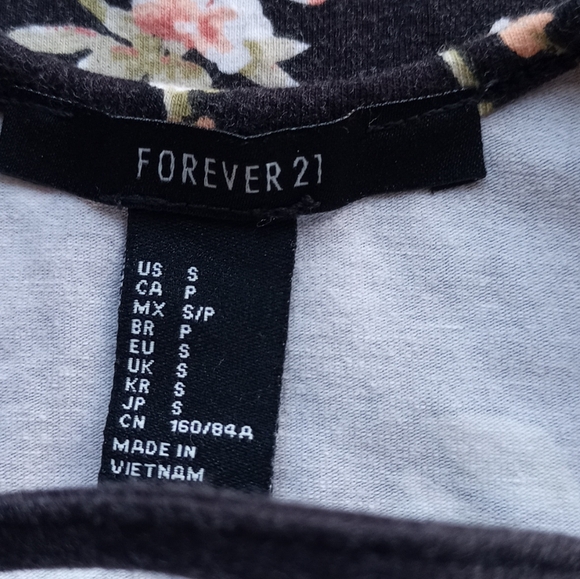 FOREVER 21
US S
CA P
MX S/P
BR P
EU S
UK S
KR S
JP S
CN 160/84A
MADE IN
VIETNAM